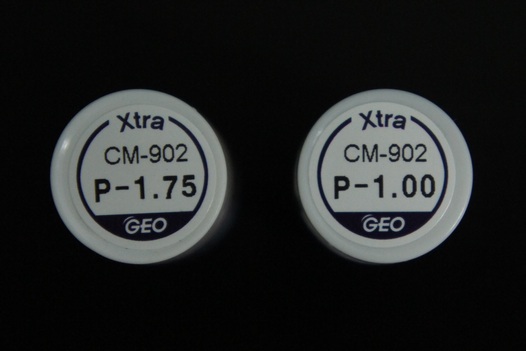 Xtra
CM-902
P-1.75
GEO
Xtra
CM-902
P-1.00
GEO